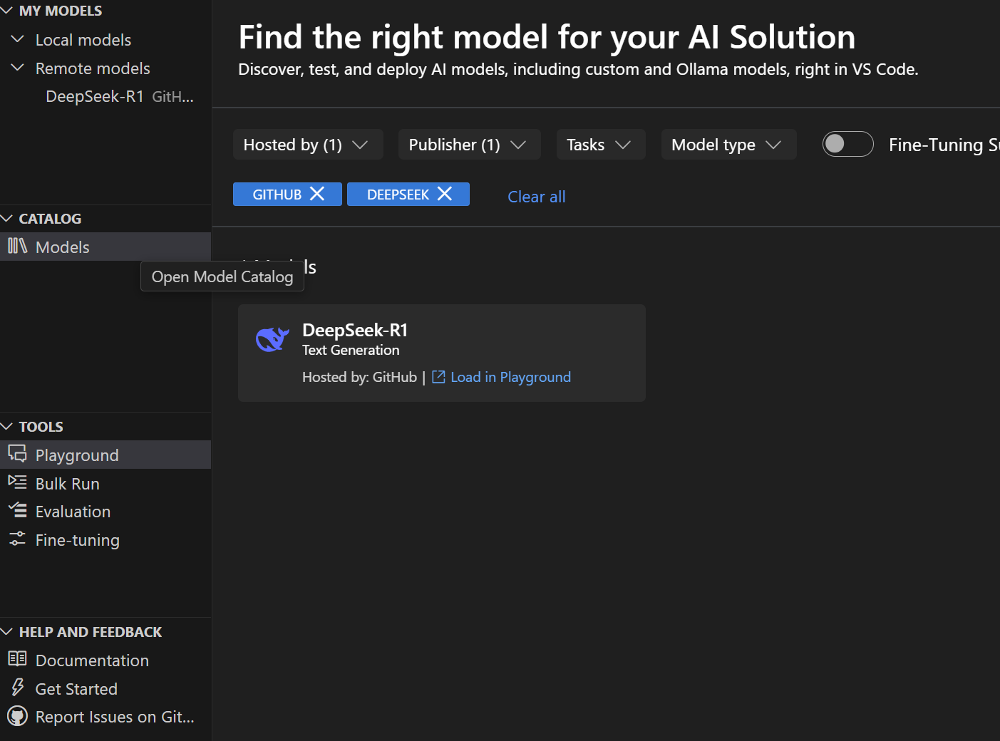 MY MODELS
Local models
Remote models
DeepSeek-R1 GitH...
CATALOG
Models
Open Model Catalog
TOOLS
Playground
Bulk Run
Evaluation
Fine-tuning
HELP AND FEEDBACK
Documentation
Get Started
Report Issues on Git...
Find the right model for your AI Solution
Discover, test, and deploy AI models, including custom and Ollama models, right in VS Code.
Hosted by (1) Publisher (1) Tasks Model type Fine-Tuning
GITHUB DEEPSEEK Clear all
DeepSeek-R1
Text Generation
Hosted by: GitHub | Load in Playground